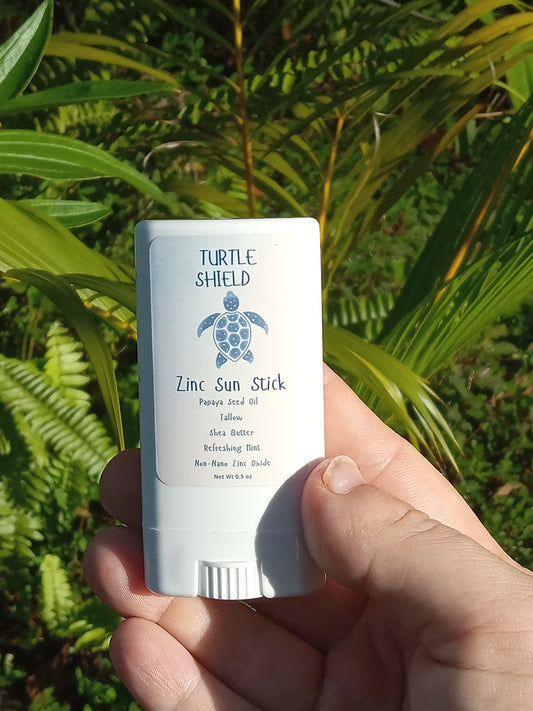 TURTLE
SHIELD
Zinc Sun Stick
Papaya Seed Oil
Tallow
Shea Butter
Refreshing Mint
Non-Nano Zinc Oxide
Net Wt 0.5 oz